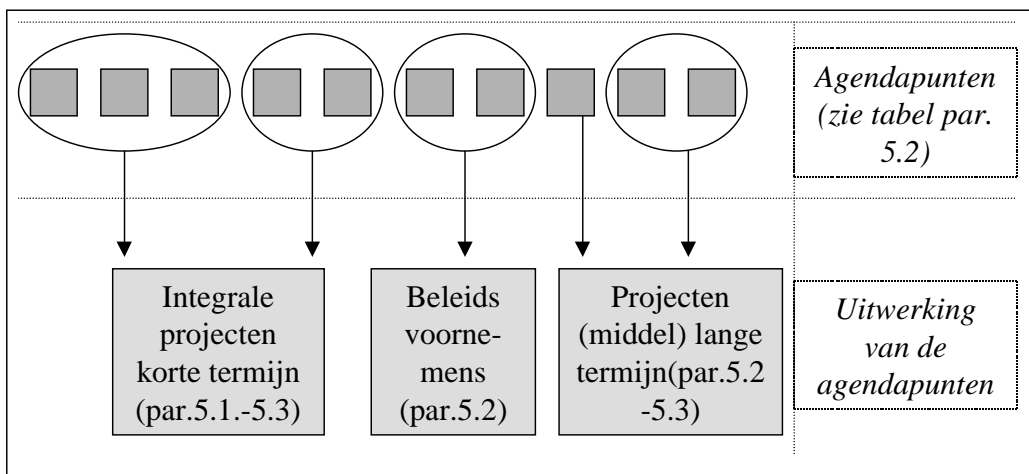 Agendapunten
(zie tabel par.
5.2)
Integrale
projecten
korte termijn
(par.5.1.-5.3)
Beleids
voorne-
mens
(par.5.2)
Projecten
(middel) lange
termijn(par.5.2
-5.3)
Uitwerking
van de
agendapunten